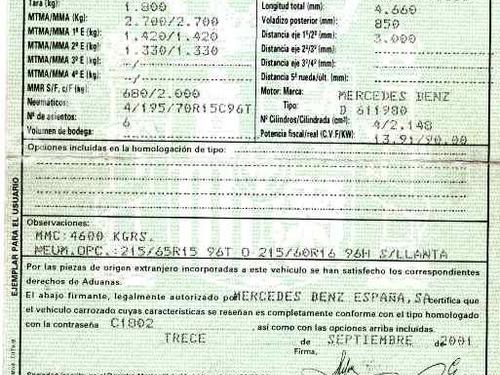 Tara (kg) 1.800
MTMA/MMA (Kg) 2.700/2.700
MTMA/MMA 1º E (kg): 1.420/1.420
MTMA/MMA 2º E (kg): 1.330/1.330
MTMA/MMA 3º E (kg): --/--
MTMA/MMA 4º E (kg): --/--
MMR S/F, c/F (kg) 680/2.000
Neumáticos: 4/195/70R15C96T
Nº de asientos: 6
Volumen de bodega:
Longitud total (mm): 4.660
Voladizo posterior (mm): 850
Distancia eje 1º/2º (mm): 3.000
Distancia eje 2º/3º (mm):
Distancia eje 3º/4º (mm):
Distancia 5ª rueda/últ. (mm):
Motor: Marca: MERCEDES BENZ
Tipo: D 611980
Nº Cilindros/Cilindrada (cm³): 4/2.148
Potencia fiscal/real (C.V.F/KW): 13,91/90.00
Opciones incluidas en la homologación de tipo:
EJEMPLAR PARA EL USUARIO
Observaciones:
MMC:4600 KGRS.
NEUM.OPC.:215/65R15 96T O 215/60R16 96H S/LLANTA
Por las piezas de origen extranjero incorporadas a este vehículo se han satisfecho los correspondientes
derechos de Aduanas.
El abajo firmante, legalmente autorizado por MERCEDES BENZ ESPAÑA,SA certifica que
el vehículo carrozado cuyas características se reseñan es completamente conforme con el tipo homologado
con la contraseña C1802 , así como con las opciones arriba incluidas.
TRECE de SEPTIEMBRE de 2001
Firma,